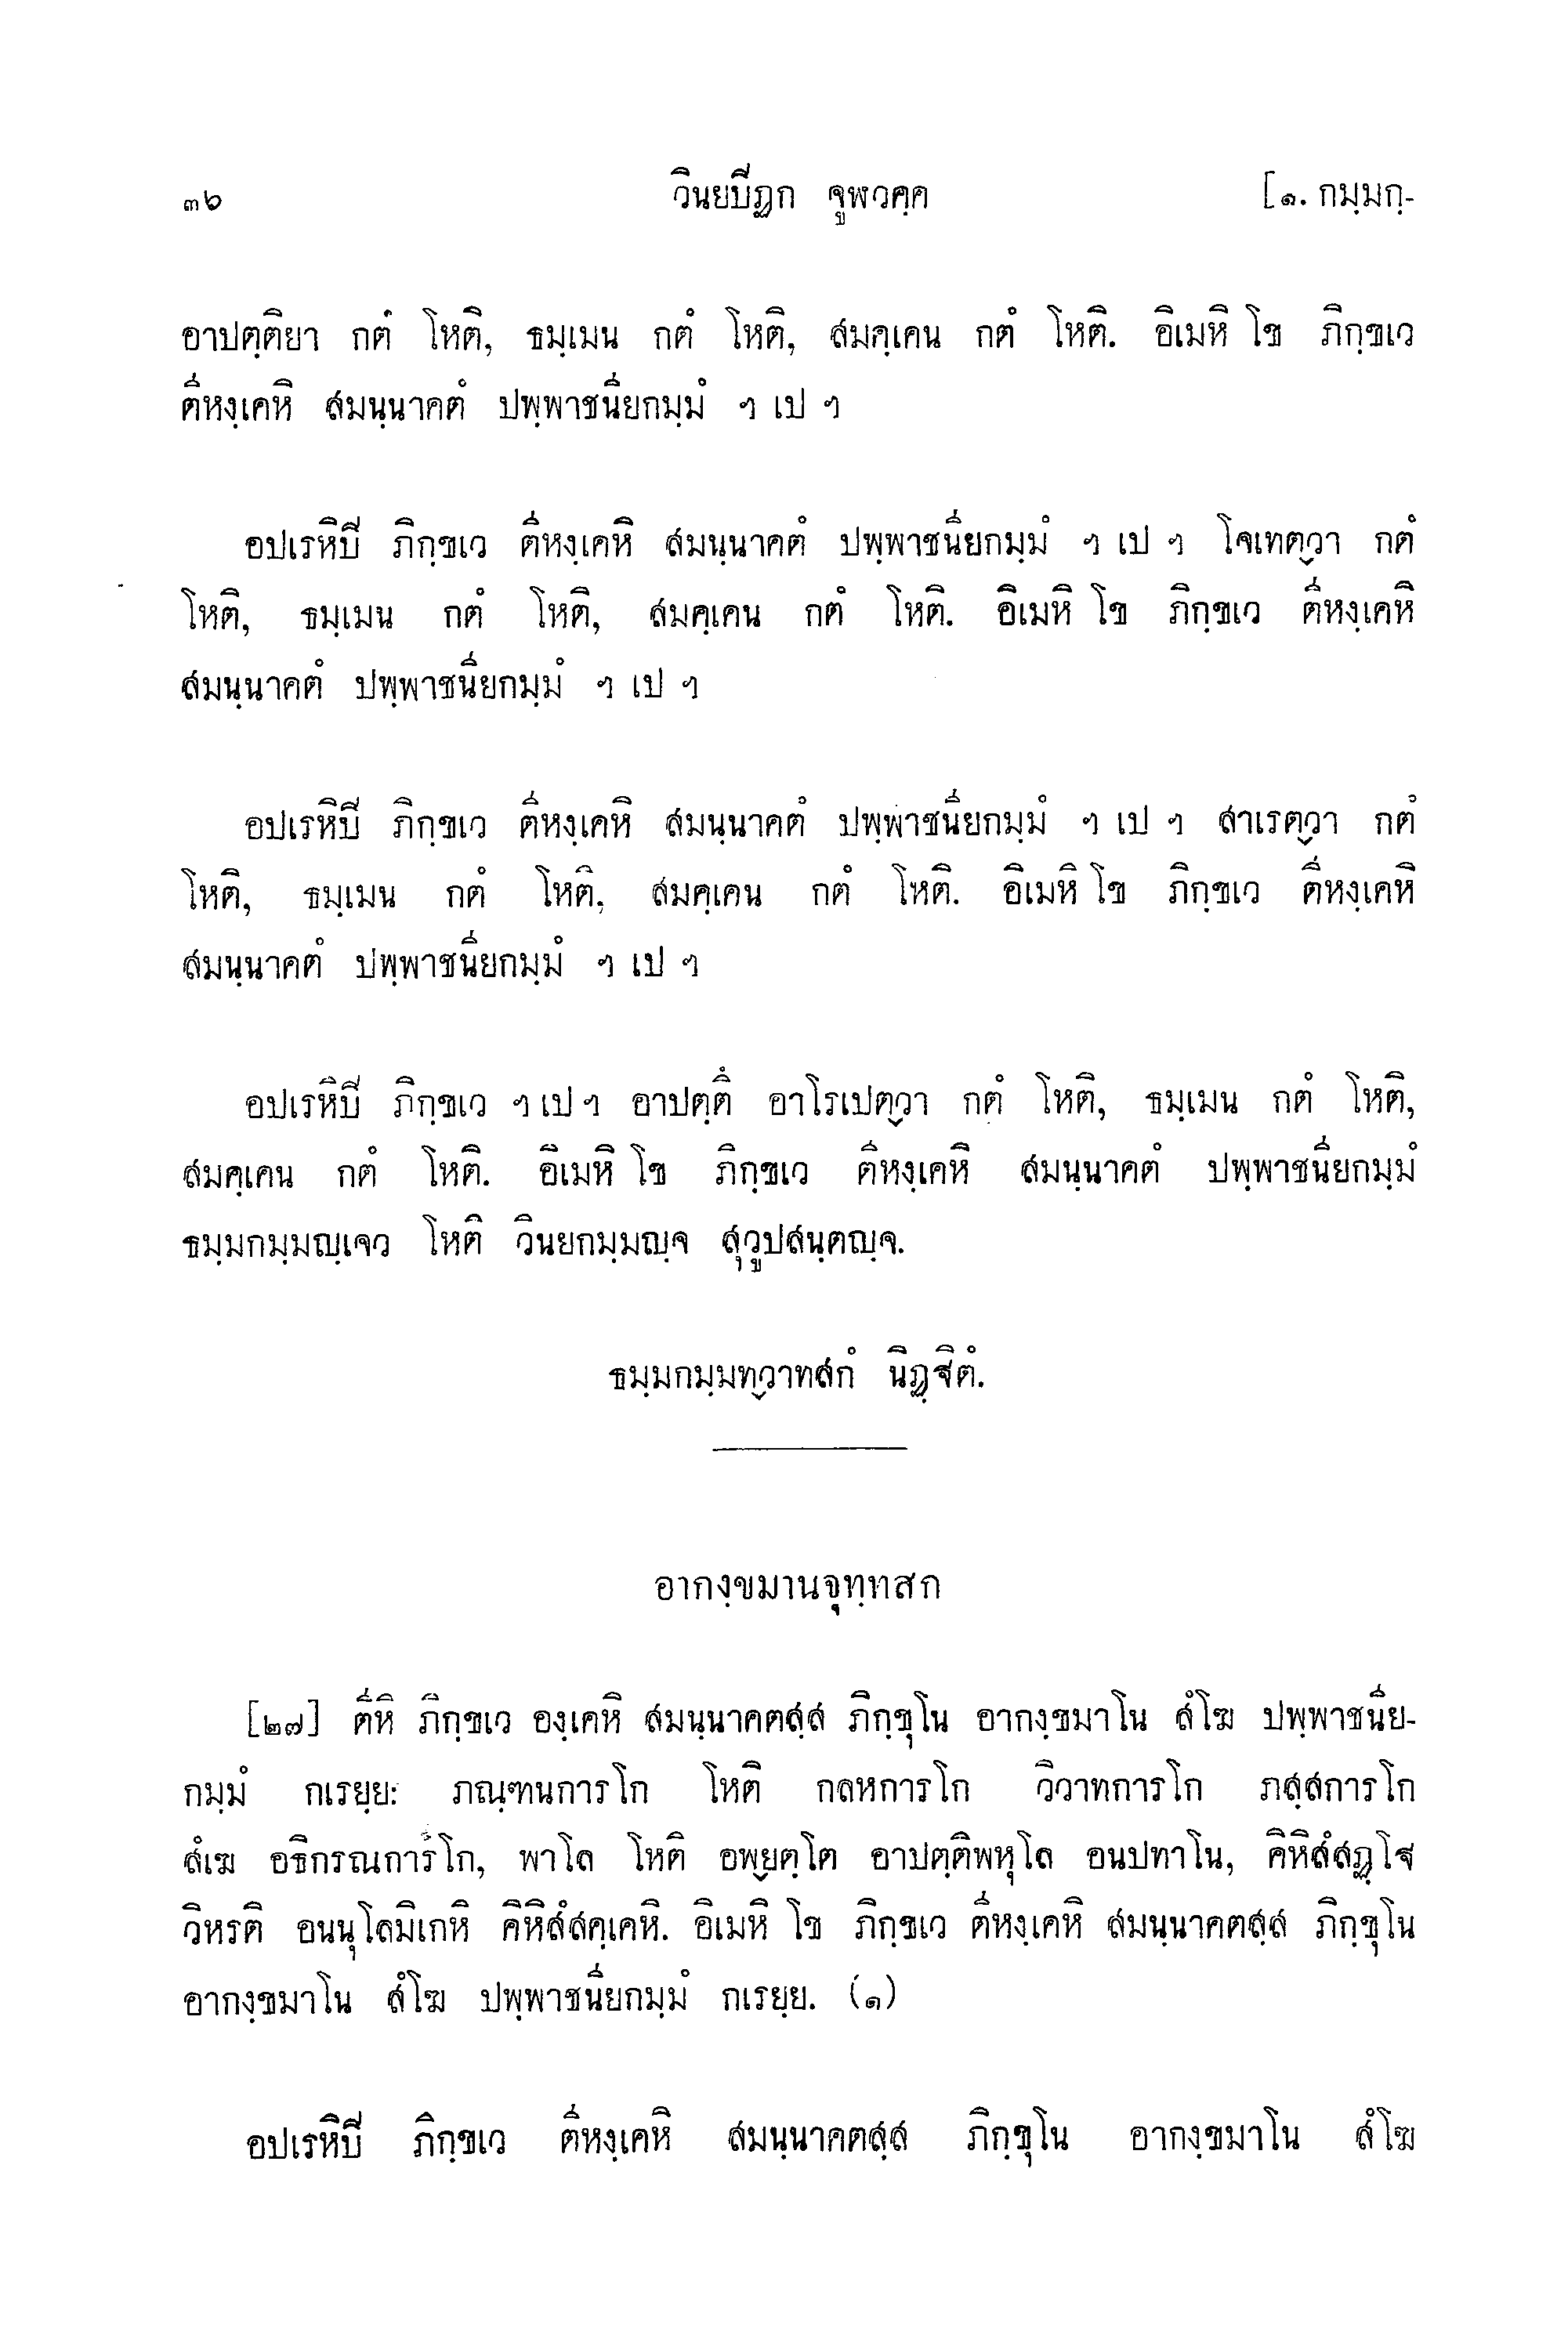 ๓๖ วินยปิฏก จูฬวคฺค [๑. กมฺมกฺ-
อาปตฺติยา กตํ โหติ, ธมฺเมน กตํ โหติ, สมคฺเคน กตํ โหติ. อิเมหิ โข ภิกฺขเว
ตีหงฺเคหิ สมนฺนาคตํ ปพฺพาชนียกมฺมํ ฯ เป ฯ
อปเรหิปิ ภิกฺขเว ตีหงฺเคหิ สมนฺนาคตํ ปพฺพาชนียกมฺมํ ฯ เป ฯ โจเทตฺวา กตํ
โหติ, ธมฺเมน กตํ โหติ, สมคฺเคน กตํ โหติ. อิเมหิ โข ภิกฺขเว ตีหงฺเคหิ
สมนฺนาคตํ ปพฺพาชนียกมฺมํ ฯ เป ฯ
อปเรหิปิ ภิกฺขเว ตีหงฺเคหิ สมนฺนาคตํ ปพฺพาชนียกมฺมํ ฯ เป ฯ สาเรตฺวา กตํ
โหติ, ธมฺเมน กตํ โหติ, สมคฺเคน กตํ โหติ. อิเมหิ โข ภิกฺขเว ตีหงฺเคหิ
สมนฺนาคตํ ปพฺพาชนียกมฺมํ ฯ เป ฯ
อปเรหิปิ ภิกฺขเว ฯ เป ฯ อาปตฺตึ อาโรเปตฺวา กตํ โหติ, ธมฺเมน กตํ โหติ,
สมคฺเคน กตํ โหติ. อิเมหิ โข ภิกฺขเว ตีหงฺเคหิ สมนฺนาคตํ ปพฺพาชนียกมฺมํ
ธมฺมกมฺมญฺเจว โหติ วินยกมฺมญฺจ สุวูปสนฺตญฺจ.
ธมฺมกมฺมทฺวาทสกํ นิฏฺฐิตํ.
อากงฺขมานจุทฺทสก
[๒๗] ตีหิ ภิกฺขเว องฺเคหิ สมนฺนาคตสฺส ภิกฺขุโน อากงฺขมาโน สํโฆ ปพฺพาชนีย-
กมฺมํ กเรยฺย: ภณฺฑนการโก โหติ กลหการโก วิวาทการโก ภสฺสการโก
สํเฆ อธิกรณการโก, พาโล โหติ อพฺยตฺโต อาปตฺติพหุโล อนปทาโน, คิหิสํสฏฺโฐ
วิหรติ อนนุโลมิเกหิ คิหิสํสคฺเคหิ. อิเมหิ โข ภิกฺขเว ตีหงฺเคหิ สมนฺนาคตสฺส ภิกฺขุโน
อากงฺขมาโน สํโฆ ปพฺพาชนียกมฺมํ กเรยฺย. (๑)
อปเรหิปิ ภิกฺขเว ตีหงฺเคหิ สมนฺนาคตสฺส ภิกฺขุโน อากงฺขมาโน สํโฆ